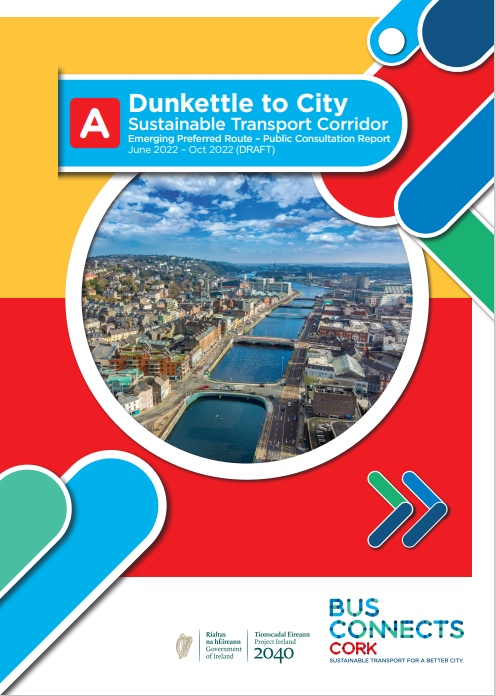 A
Dunkettle to City
Sustainable Transport Corridor
Emerging Preferred Route – Public Consultation Report
June 2022 – Oct 2022 (DRAFT)
BUS
CONNECTS
CORK
SUSTAINABLE TRANSPORT FOR A BETTER CITY.
Rialtas
na hÉireann
Government
of Ireland
Tionscadal Éireann
Project Ireland
2040